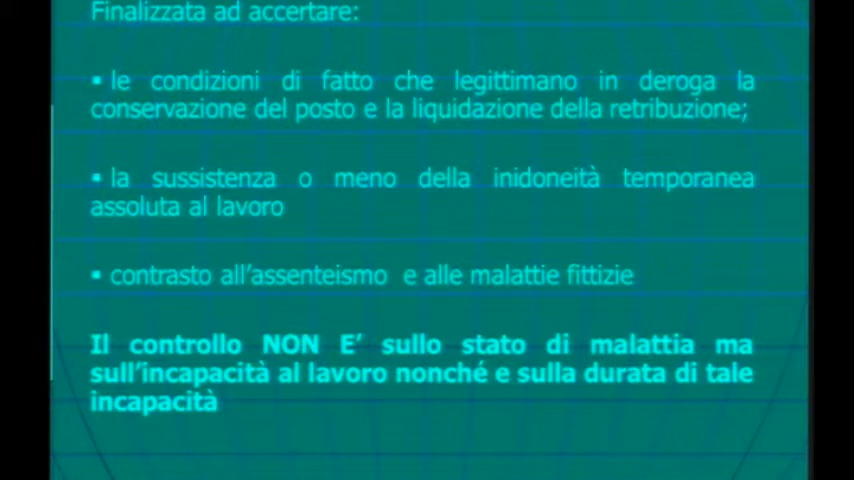 Finalizzata ad accertare:
▪ le condizioni di fatto che legittimano in deroga la
conservazione del posto e la liquidazione della retribuzione;
▪ la sussistenza o meno della inidoneità temporanea
assoluta al lavoro
▪ contrasto all'assenteismo e alle malattie fittizie
Il controllo NON E' sullo stato di malattia ma
sull'incapacità al lavoro nonché e sulla durata di tale
incapacità